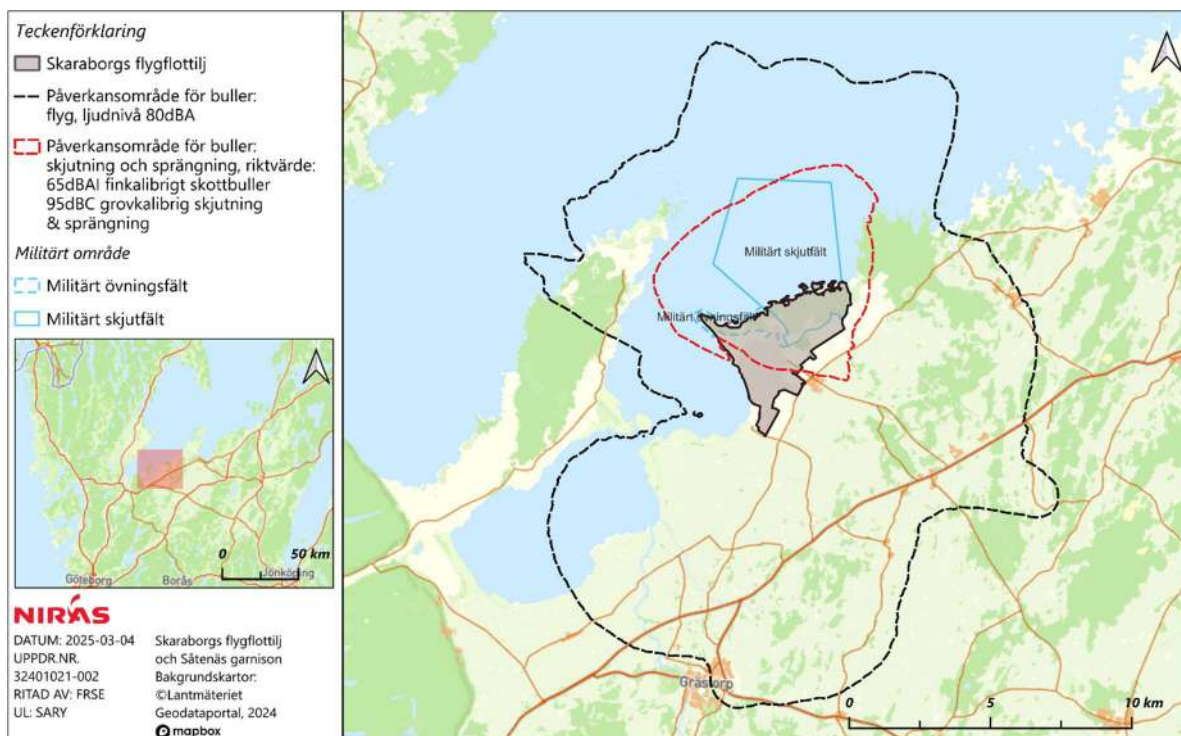 Teckenförklaring
Skaraborgs flygflottilj
Påverkansområde för buller:
flyg, ljudnivå 80dBA
Påverkansområde för buller:
skjutning och sprängning, riktvärde:
65dBAI finkalibrigt skottbuller
95dBC grovkalibrig skjutning
& sprängning
Militärt område
Militärt övningsfält
Militärt skjutfält
Göteborg
Borås
Jönköping
0
50 km
NIRAS
DATUM: 2025-03-04
UPPDR.NR.
32401021-002
RITAD AV: FRSE
UL: SARY
Skaraborgs flygflottilj
och Såtenäs garnison
Bakgrundskartor:
©Lantmäteriet
Geodataportal, 2024
mapbox
Militärt skjutfält
Militärt övningsfält
Grästorp
0
5
10 km